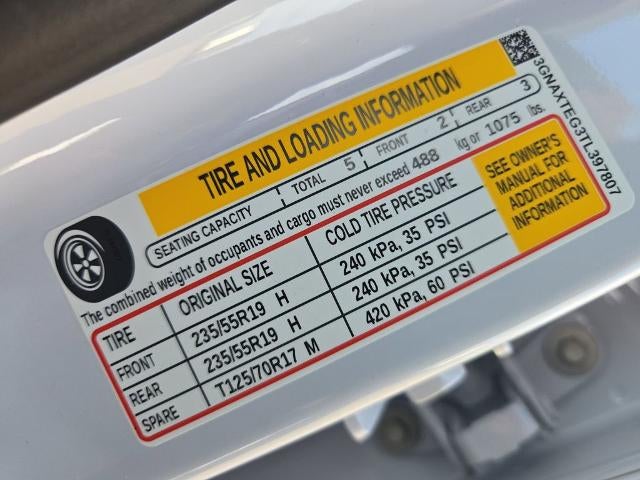 TIRE AND LOADING INFORMATION
SEATING CAPACITY | TOTAL 5 | FRONT 2 | REAR 3
The combined weight of occupants and cargo must never exceed 488 kg or 1075 lbs.
TIRE ORIGINAL SIZE COLD TIRE PRESSURE
FRONT 235/55R19 H 240 kPa, 35 PSI
REAR 235/55R19 H 240 kPa, 35 PSI
SPARE T125/70R17 M 420 kPa, 60 PSI
SEE OWNER'S
MANUAL FOR
ADDITIONAL
INFORMATION
3GNAXTEG3TL397807